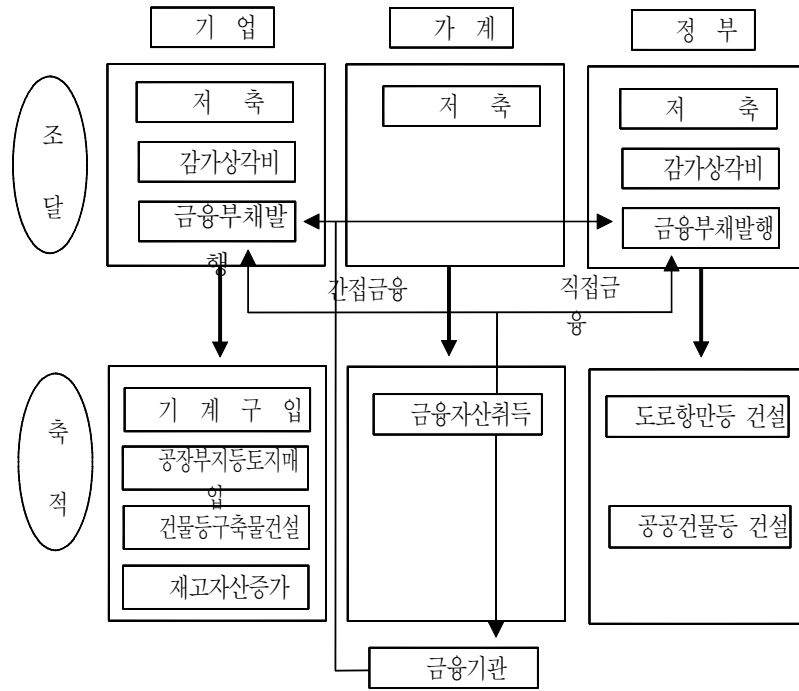 기 업
가 계
정 부
조
달
저 축
감가상각비
금융부채발
행
저 축
저 축
감가상각비
금융부채발행
간접금융
직접금
융
축
적
기 계 구 입
공장부지등토지매
입
건물등구축물건설
재고자산증가
금융자산취득
도로항만등 건설
공공건물등 건설
금융기관